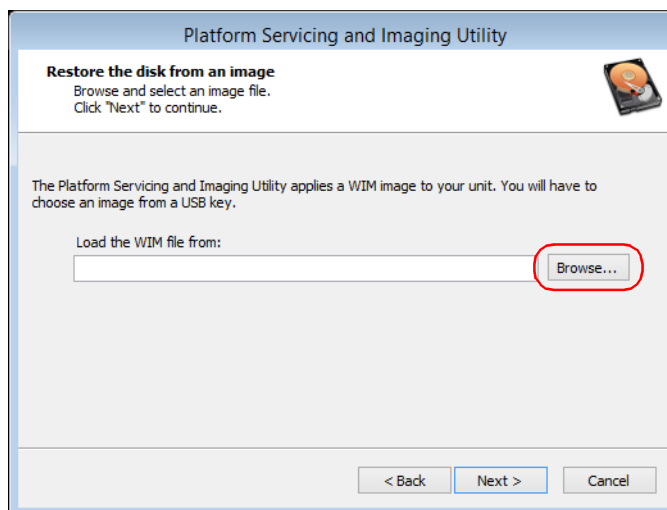 Platform Servicing and Imaging Utility
Restore the disk from an image
Browse and select an image file.
Click "Next" to continue.
The Platform Servicing and Imaging Utility applies a WIM image to your unit. You will have to
choose an image from a USB key.
Load the WIM file from:
Browse...
< Back Next > Cancel